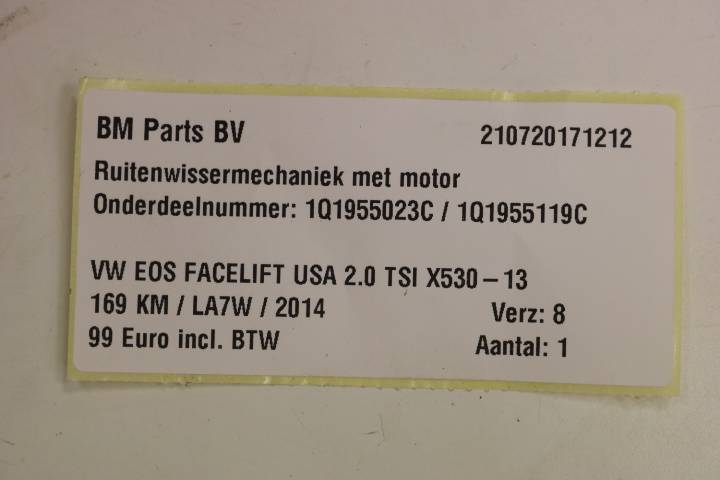 BM Parts BV 210720171212
Ruitenwissermechaniek met motor
Onderdeelnummer: 1Q1955023C / 1Q1955119C
VW EOS FACELIFT USA 2.0 TSI X530 – 13
169 KM / LA7W / 2014 Verz: 8
99 Euro incl. BTW Aantal: 1